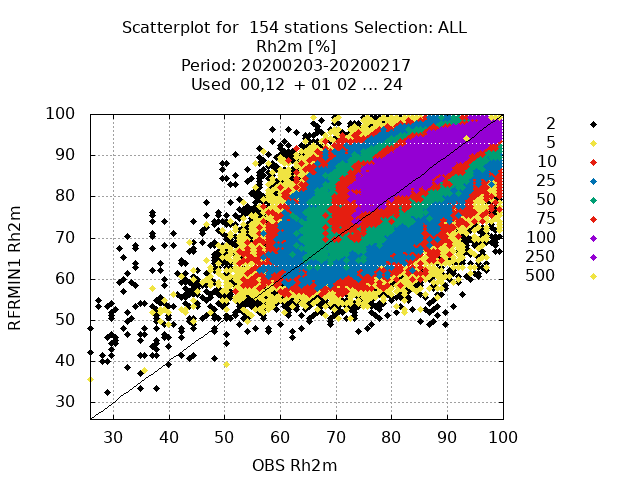 Scatterplot for  154 stations Selection: ALL
Rh2m [%]
Period: 20200203-20200217
Used  00,12  + 01 02 ... 24
RFRMIN1 Rh2m
100
90
80
70
60
50
40
30
30 40 50 60 70 80 90 100
OBS Rh2m
2
5
10
25
50
75
100
250
500